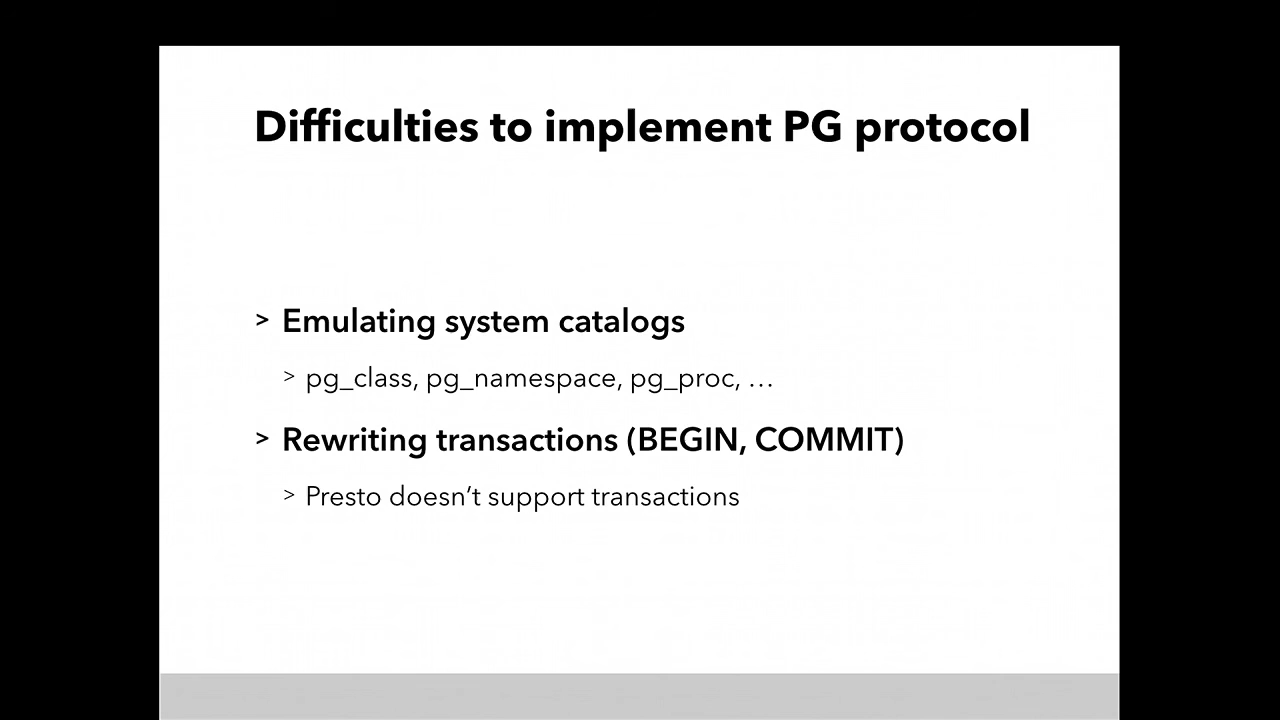 Difficulties to implement PG protocol
> Emulating system catalogs
> pg_class, pg_namespace, pg_proc, …
> Rewriting transactions (BEGIN, COMMIT)
> Presto doesn’t support transactions